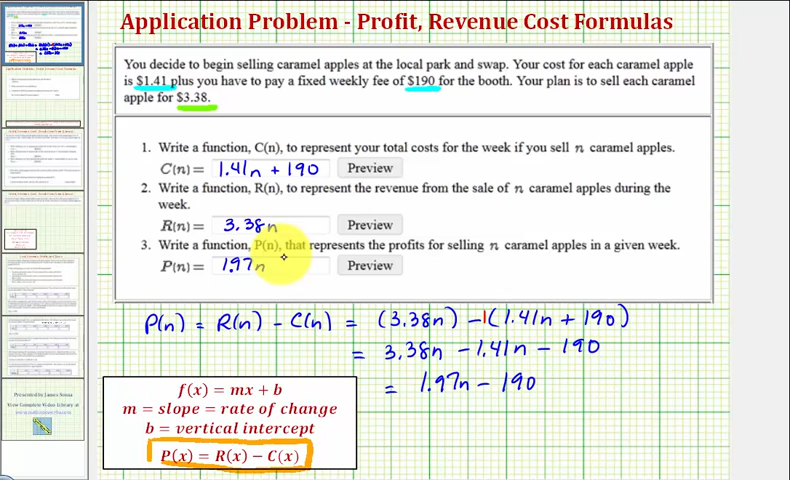 Application Problem - Profit, Revenue Cost Formulas
You decide to begin selling caramel apples at the local park and swap. Your cost for each caramel apple
is $1.41 plus you have to pay a fixed weekly fee of $190 for the booth. Your plan is to sell each caramel
apple for $3.38.
1. Write a function, C(n), to represent your total costs for the week if you sell n caramel apples.
C(n)= 1.41n + 190 Preview
2. Write a function, R(n), to represent the revenue from the sale of n caramel apples during the
week.
R(n)= 3.38n Preview
3. Write a function, P(n), that represents the profits for selling n caramel apples in a given week.
P(n)= 1.97n Preview
P(n) = R(n) - C(n) = (3.38n) -1(1.41n + 190)
= 3.38n - 1.41n - 190
= 1.97n - 190
f(x) = mx + b
m = slope = rate of change
b = vertical intercept
P(x) = R(x) − C(x)
Presented by James Sousa